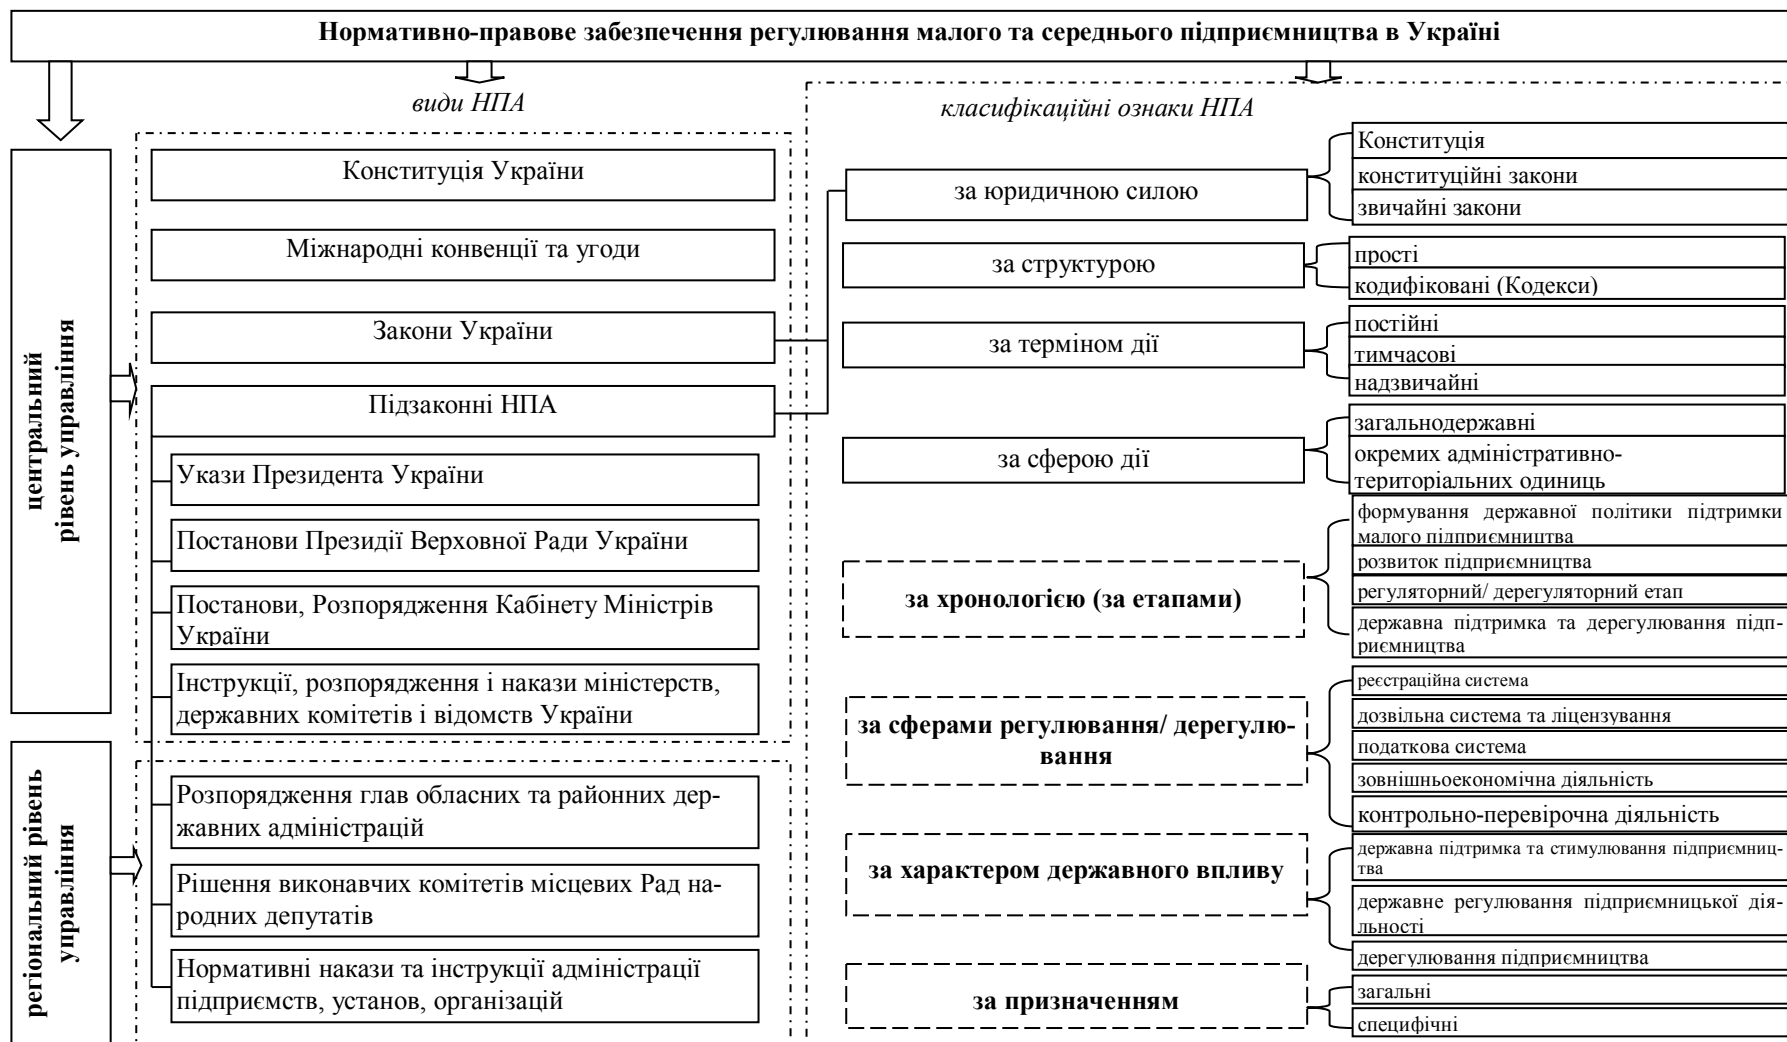 Нормативно-правове забезпечення регулювання малого та середнього підприємництва в Україні
види НПА
класифікаційні ознаки НПА
центральний
рівень управління
Конституція України
Міжнародні конвенції та угоди
Закони України
Підзаконні НПА
Укази Президента України
Постанови Президії Верховної Ради України
Постанови, Розпорядження Кабінету Міністрів
України
Інструкції, розпорядження і накази міністерств,
державних комітетів і відомств України
регіональний рівень
управління
Розпорядження глав обласних та районних дер-
жавних адміністрацій
Рішення виконавчих комітетів місцевих Рад на-
родних депутатів
Нормативні накази та інструкції адміністрації
підприємств, установ, організацій
за юридичною силою
Конституція
конституційні закони
звичайні закони
за структурою
прості
кодифіковані (Кодекси)
за терміном дії
постійні
тимчасові
надзвичайні
за сферою дії
загальнодержавні
окремих адміністративно-
територіальних одиниць
за хронологією (за етапами)
формування державної політики підтримки
малого підприємництва
розвиток підприємництва
регуляторний/ дерегуляторний етап
державна підтримка та дерегулювання підп-
риємництва
за сферами регулювання/ дерегулю-
вання
реєстраційна система
дозвільна система та ліцензування
податкова система
зовнішньоекономічна діяльність
контрольно-перевірочна діяльність
за характером державного впливу
державна підтримка та стимулювання підприємниц-
тва
державне регулювання підприємницької дія-
льності
дерегулювання підприємництва
за призначенням
загальні
специфічні